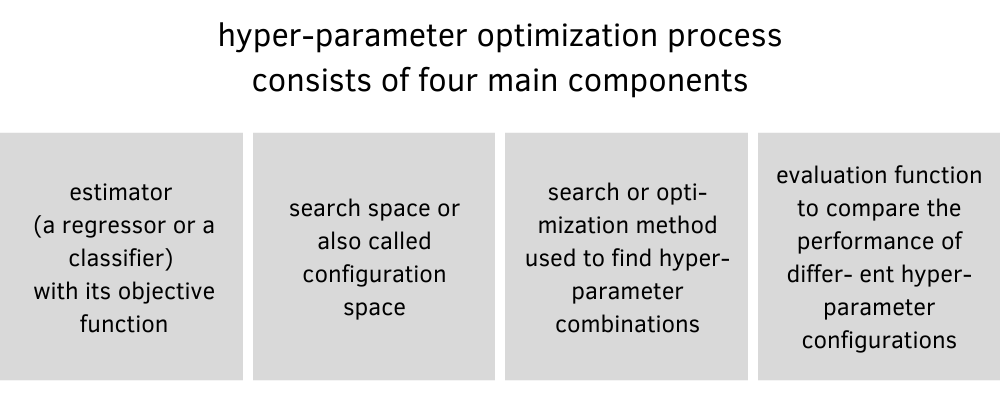 hyper-parameter optimization process
consists of four main components
estimator
(a regressor or a
classifier)
with its objective
function
search space or
also called
configuration
space
search or opti-
mization method
used to find hyper-
parameter
combinations
evaluation function
to compare the
performance of
differ- ent hyper-
parameter
configurations